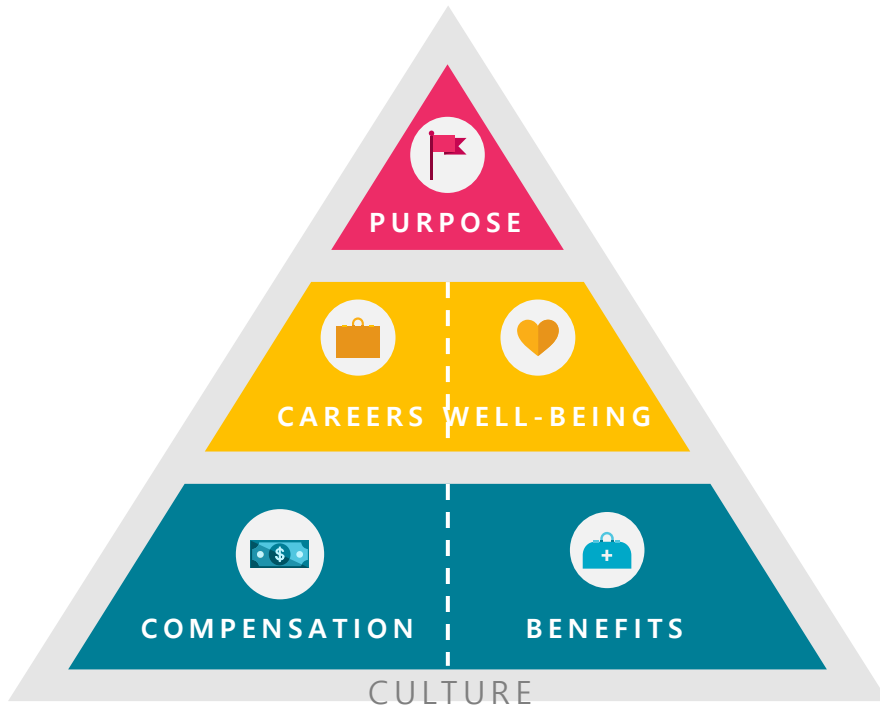 PURPOSE
CAREERS WELL-BEING
$
COMPENSATION BENEFITS
CULTURE